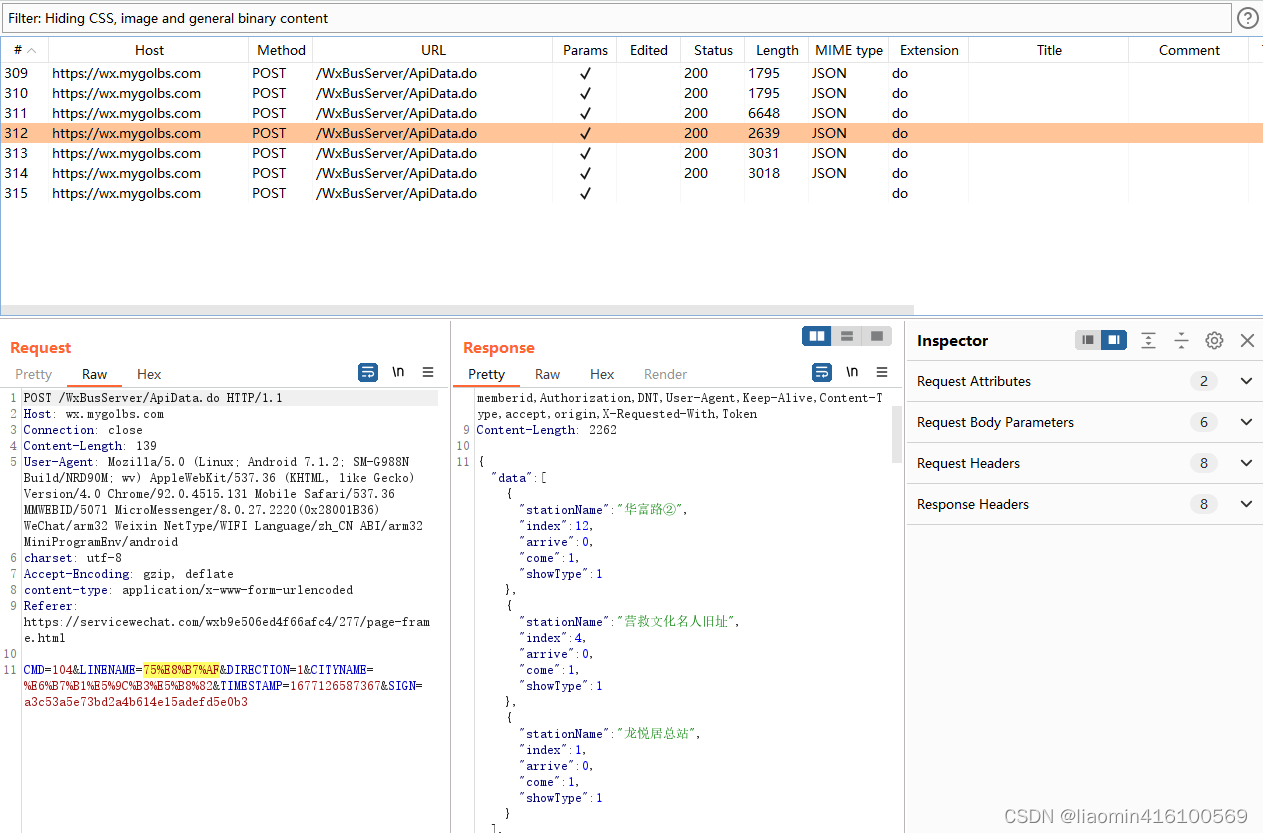 Filter: Hiding CSS, image and general binary content
# Host Method URL Params Edited Status Length MIME type Extension Title Comment
309 https://wx.mygolbs.com POST /WxBusServer/ApiData.do ✓ 200 1795 JSON do
310 https://wx.mygolbs.com POST /WxBusServer/ApiData.do ✓ 200 1795 JSON do
311 https://wx.mygolbs.com POST /WxBusServer/ApiData.do ✓ 200 6648 JSON do
312 https://wx.mygolbs.com POST /WxBusServer/ApiData.do ✓ 200 2639 JSON do
313 https://wx.mygolbs.com POST /WxBusServer/ApiData.do ✓ 200 3031 JSON do
314 https://wx.mygolbs.com POST /WxBusServer/ApiData.do ✓ 200 3018 JSON do
315 https://wx.mygolbs.com POST /WxBusServer/ApiData.do ✓ do
Request
Pretty Raw Hex \n
1 POST /WxBusServer/ApiData.do HTTP/1.1
2 Host: wx.mygolbs.com
3 Connection: close
4 Content-Length: 139
5 User-Agent: Mozilla/5.0 (Linux; Android 7.1.2; SM-G988N
Build/NRD90M; wv) AppleWebKit/537.36 (KHTML, like Gecko)
Version/4.0 Chrome/92.0.4515.131 Mobile Safari/537.36
MMWEBID/5071 MicroMessenger/8.0.27.2220(0x28001B36)
WeChat/arm32 Weixin NetType/WIFI Language/zh_CN ABI/arm32
MiniProgramEnv/android
6 charset: utf-8
7 Accept-Encoding: gzip, deflate
8 content-type: application/x-www-form-urlencoded
9 Referer:
https://servicewechat.com/wxb9e506ed4f66afc4/277/page-fram
e.html
10
11 CMD=104&LINENAME=75%E8%B7%AF&DIRECTION=1&CITYNAME=
%E6%B7%B1%E5%9C%B3%E5%B8%82&TIMESTAMP=1677126587367&SIGN=
a3c53a5e73bd2a4b614e15adefd5e0b3
Response
Pretty Raw Hex Render \n
memberid,Authorization,DNT,User-Agent,Keep-Alive,Content-T
ype,accept,origin,X-Requested-With,Token
9 Content-Length: 2262
10
11 {
"data":[
{
"stationName":"华富路②",
"index":12,
"arrive":0,
"come":1,
"showType":1
},
{
"stationName":"营救文化名人旧址",
"index":4,
"arrive":0,
"come":1,
"showType":1
},
{
"stationName":"龙悦居总站",
"index":1,
"arrive":0,
"come":1,
"showType":1
}
],
Inspector
Request Attributes 2
Request Body Parameters 6
Request Headers 8
Response Headers 8
CSDN @liaomin416100569